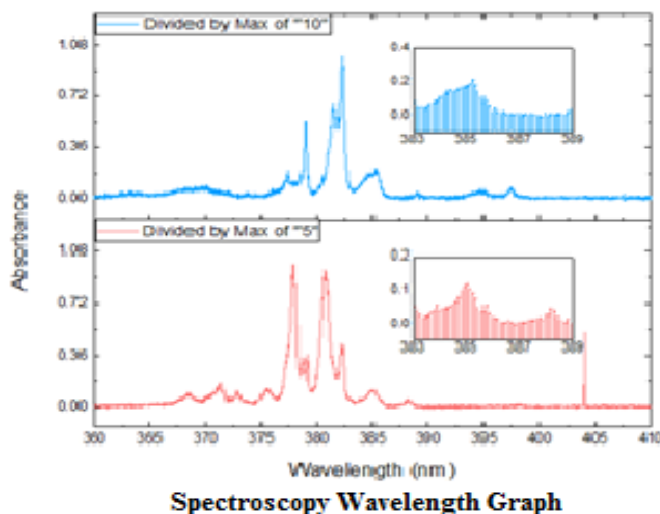 Divided by Max of "10"
1.08
0.72
0.36
0.00
0.4
0.2
0.0
383 385 387 389
Absorbance
Divided by Max of "5"
1.08
0.72
0.36
0.00
0.2
0.1
0.0
383 385 387 389
360 365 370 375 380 385 390 395 400 405 410
Wavelength (nm)
Spectroscopy Wavelength Graph